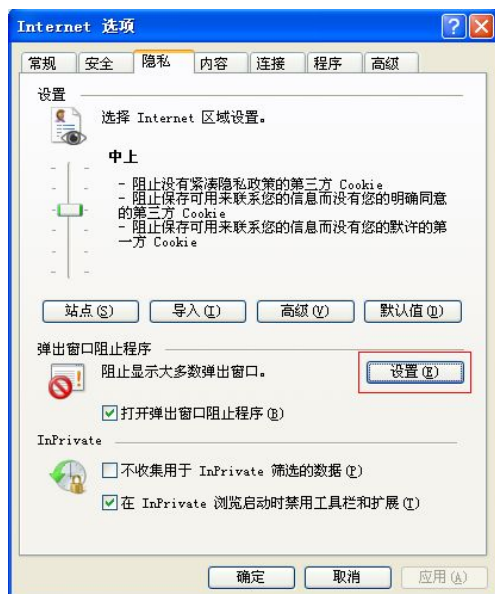 Internet 选项
常规 安全 隐私 内容 连接 程序 高级
设置
选择 Internet 区域设置。
中上
- 阻止没有紧凑隐私政策的第三方 Cookie
- 阻止保存可用来联系您的信息而没有您的明确同意
的第三方 Cookie
- 阻止保存可用来联系您的信息而没有您的默许的第
一方 Cookie
站点(S) 导入(I) 高级(V) 默认值(D)
弹出窗口阻止程序
阻止显示大多数弹出窗口。 设置(E)
打开弹出窗口阻止程序(B)
InPrivate
不收集用于 InPrivate 筛选的数据(P)
在 InPrivate 浏览启动时禁用工具栏和扩展(T)
确定 取消 应用(A)